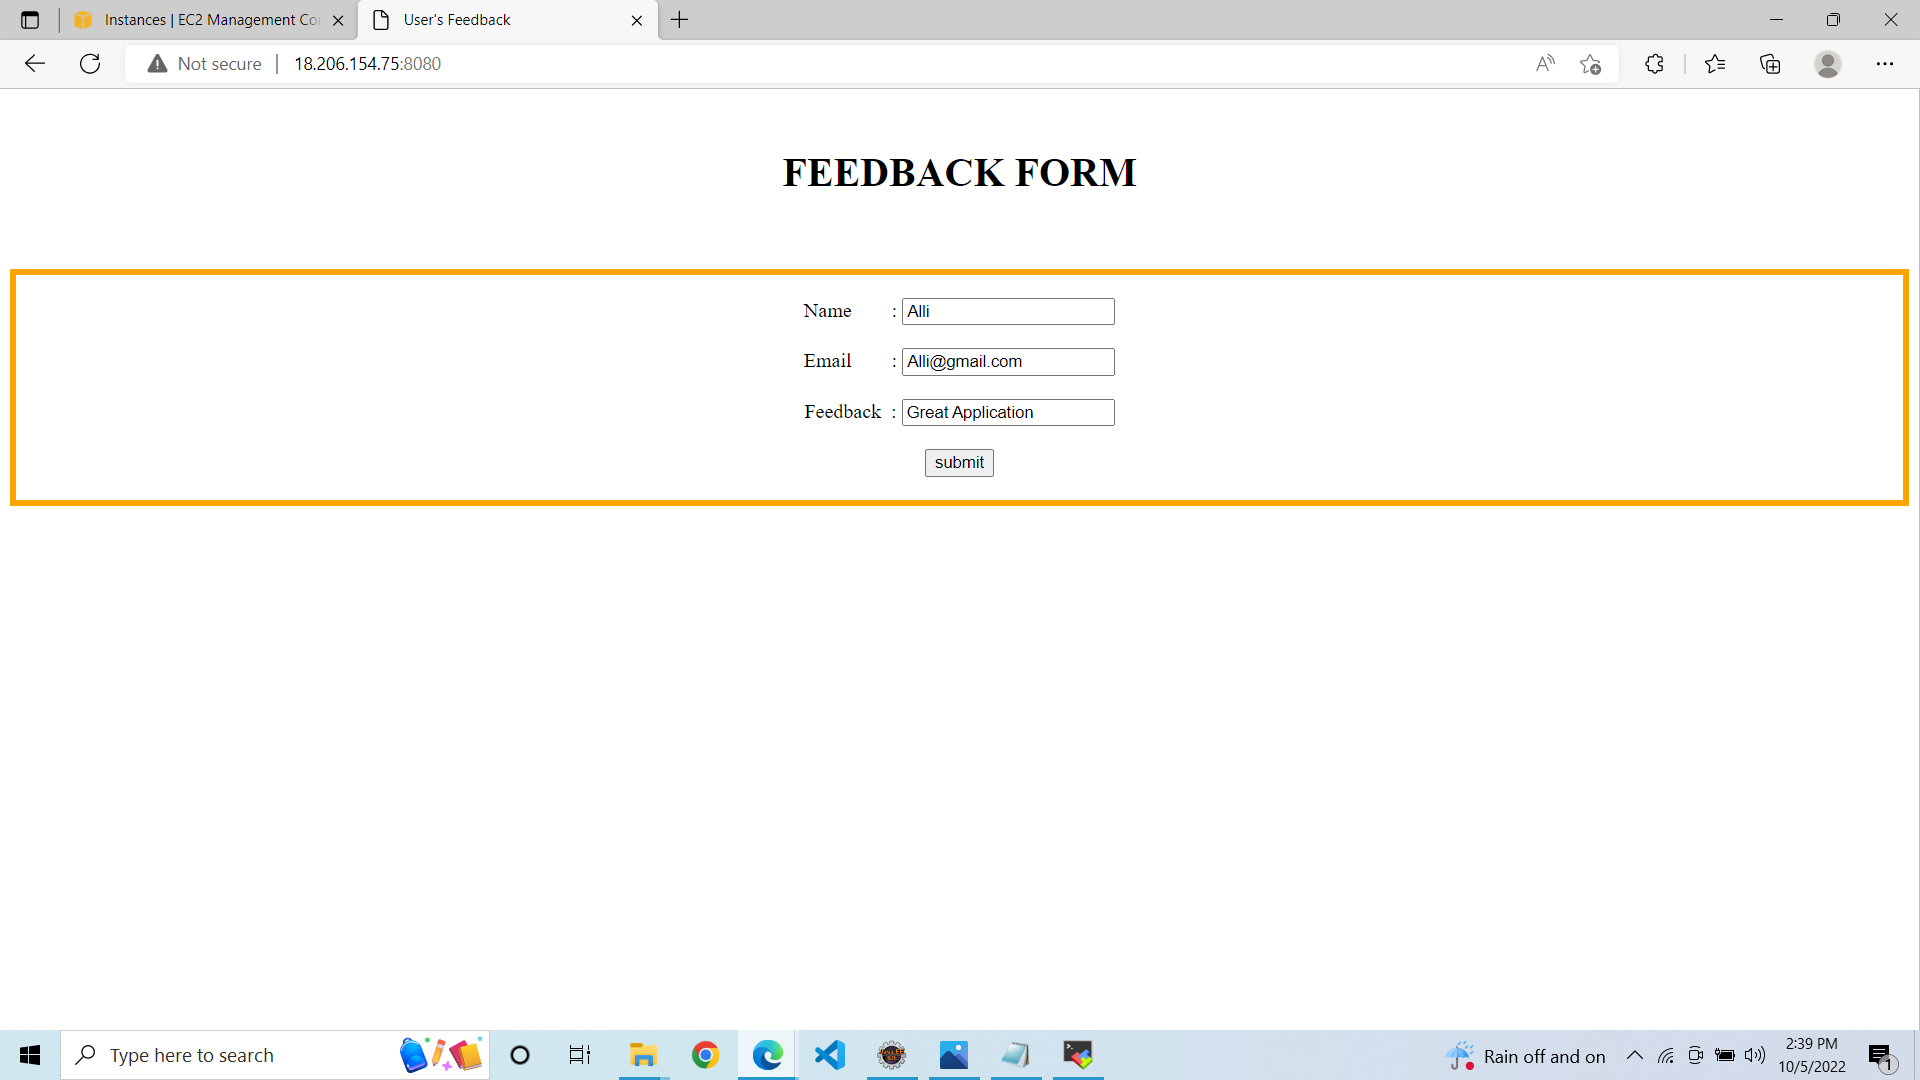 Instances | EC2 Management Co
User's Feedback
Not secure
18.206.154.75:8080
FEEDBACK FORM
Name : Alli
Email : Alli@gmail.com
Feedback : Great Application
submit
Type here to search
Rain off and on
2:39 PM
10/5/2022
1